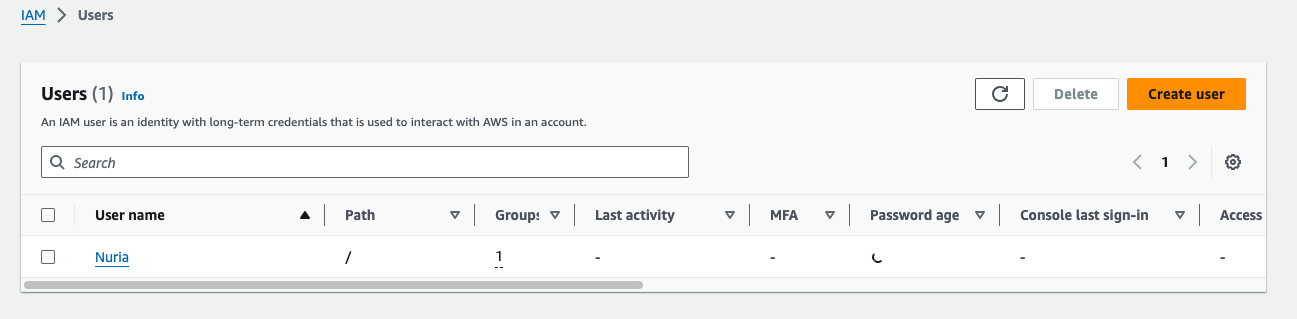 IAM > Users
Users (1) Info
Delete
Create user
An IAM user is an identity with long-term credentials that is used to interact with AWS in an account.
Search
1
User name Path Groups Last activity MFA Password age Console last sign-in Access
Nuria / 1 - - - -